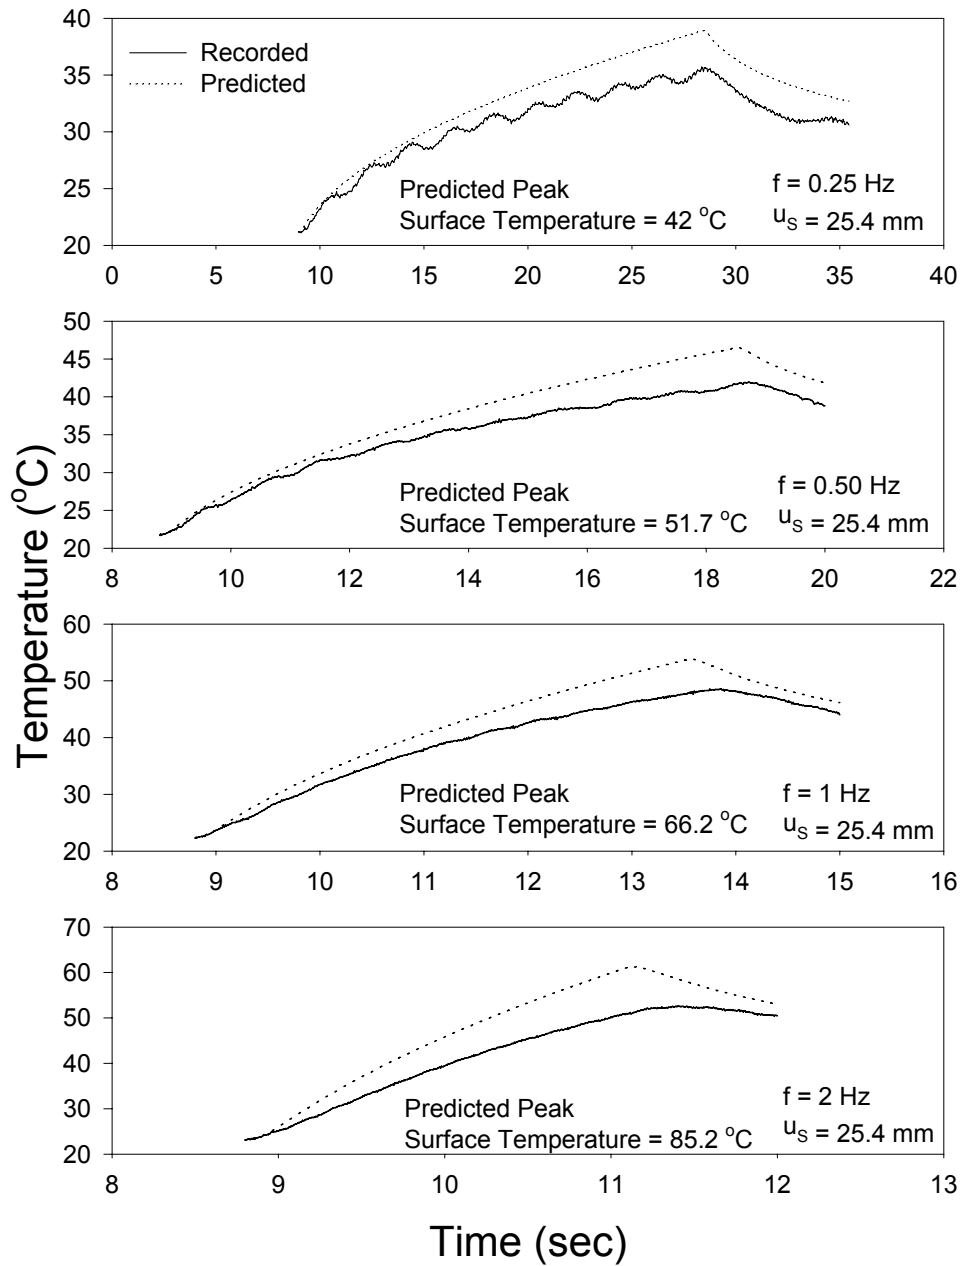 Temperature (°C)
40
35
30
25
20
Recorded
Predicted
Predicted Peak
Surface Temperature = 42 °C
f = 0.25 Hz
uS = 25.4 mm
0 5 10 15 20 25 30 35 40
50
45
40
35
30
25
20
Predicted Peak
Surface Temperature = 51.7 °C
f = 0.50 Hz
uS = 25.4 mm
8 10 12 14 16 18 20 22
60
50
40
30
20
Predicted Peak
Surface Temperature = 66.2 °C
f = 1 Hz
uS = 25.4 mm
8 9 10 11 12 13 14 15 16
70
60
50
40
30
20
Predicted Peak
Surface Temperature = 85.2 °C
f = 2 Hz
uS = 25.4 mm
8 9 10 11 12 13
Time (sec)